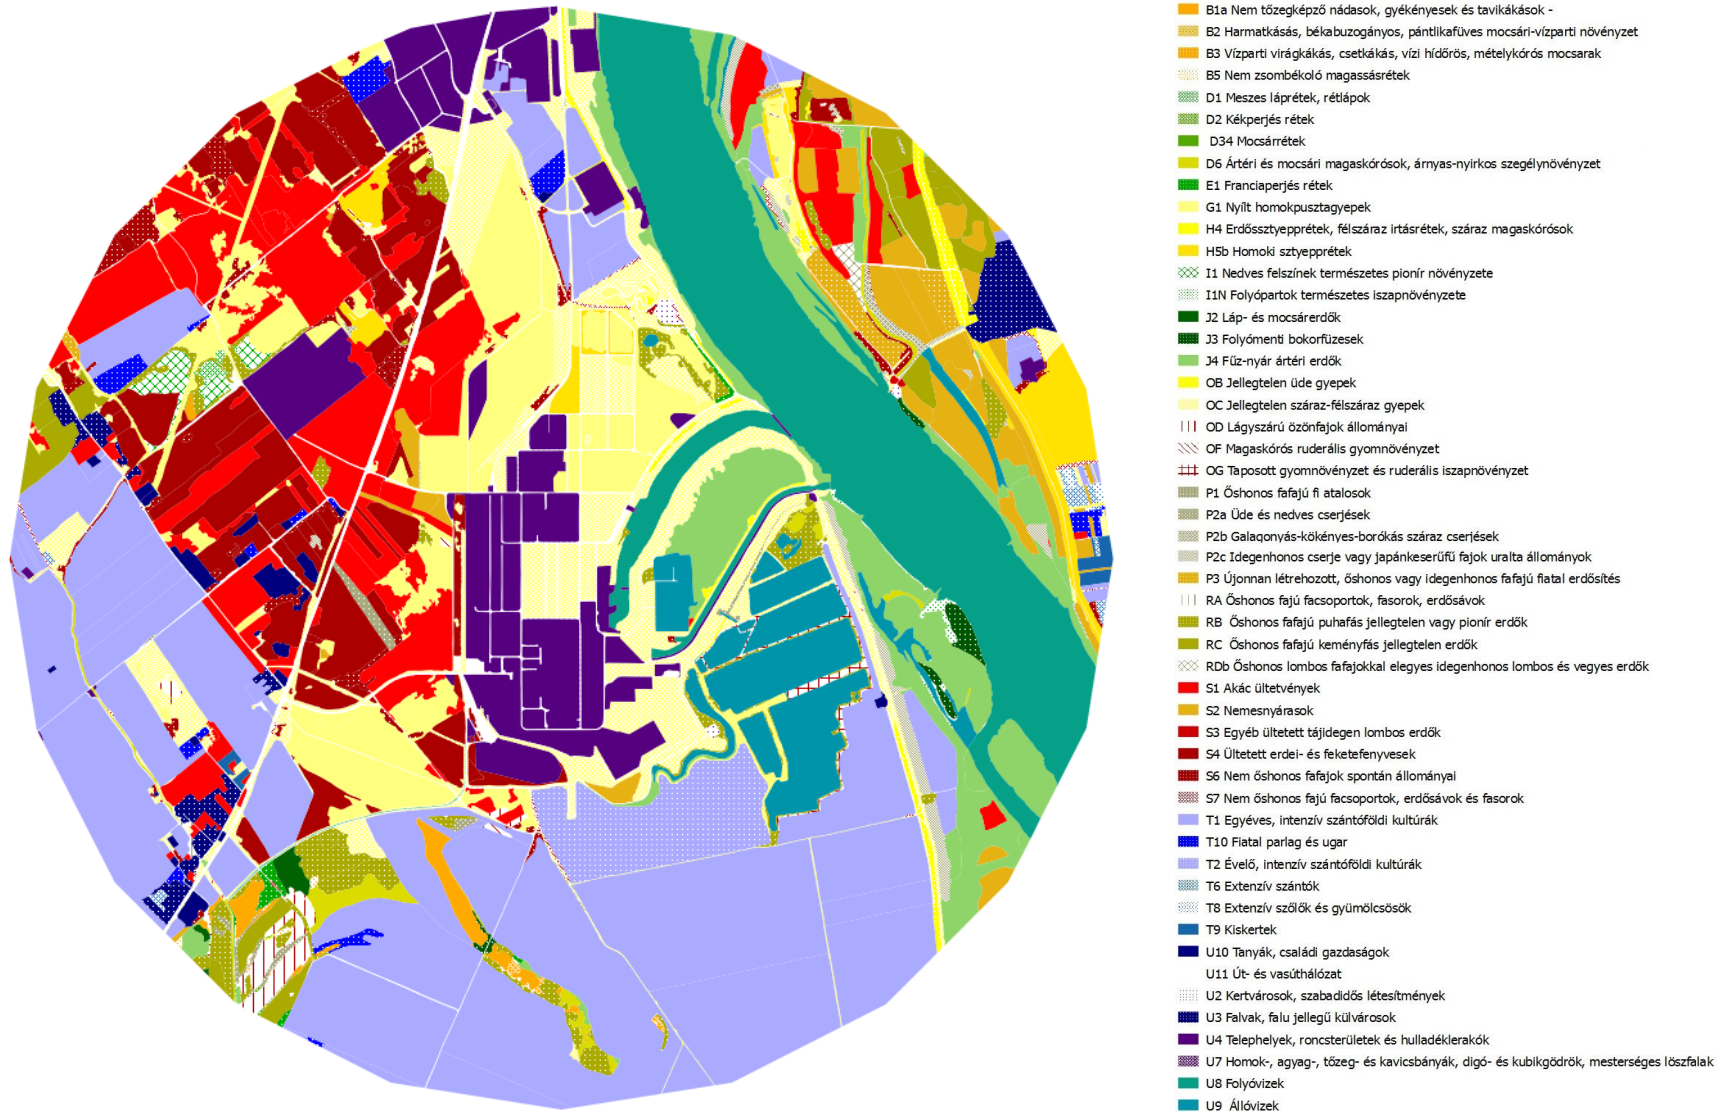 B1a Nem tőzegképző nádasok, gyékényesek és tavikákások -
B2 Harmatkásás, békabuzogányos, pántlikafüves mocsári-vízparti növényzet
B3 Vízparti virágkákás, csetkákás, vízi hídőrös, mételykórós mocsarak
B5 Nem zsombékoló magassásrétek
D1 Meszes láprétek, rétlápok
D2 Kékperjés rétek
D34 Mocsárrétek
D6 Ártéri és mocsári magaskórósok, árnyas-nyirkos szegélynövényzet
E1 Franciaperjés rétek
G1 Nyílt homokpusztagyepek
H4 Erdőssztyepprétek, félszáraz irtásrétek, száraz magaskórósok
H5b Homoki sztyepprétek
I1 Nedves felszínek természetes pionír növényzete
I1N Folyópartok természetes iszapnövényzete
J2 Láp- és mocsárerdők
J3 Folyómenti bokorfüzesek
J4 Fűz-nyár ártéri erdők
OB Jellegtelen üde gyepek
OC Jellegtelen száraz-félszáraz gyepek
OD Lágyszárú özönfajok állományai
OF Magaskórós ruderális gyomnövényzet
OG Taposott gyomnövényzet és ruderális iszapnövényzet
P1 Őshonos fafajú fi atalosok
P2a Üde és nedves cserjések
P2b Galagonyás-kökényes-borókás száraz cserjések
P2c Idegenhonos cserje vagy japánkeserűfű fajok uralta állományok
P3 Újonnan létrehozott, őshonos vagy idegenhonos fafajú fiatal erdősítés
RA Őshonos fajú facsoportok, fasorok, erdősávok
RB Őshonos fafajú puhafás jellegtelen vagy pionír erdők
RC Őshonos fafajú keményfás jellegtelen erdők
RDb Őshonos lombos fafajokkal elegyes idegenhonos lombos és vegyes erdők
S1 Akác ültetvények
S2 Nemesnyárasok
S3 Egyéb ültetett tájidegen lombos erdők
S4 Ültetett erdei- és feketefenyvesek
S6 Nem őshonos fafajok spontán állományai
S7 Nem őshonos fajú facsoportok, erdősávok és fasorok
T1 Egyéves, intenzív szántóföldi kultúrák
T10 Fiatal parlag és ugar
T2 Évelő, intenzív szántóföldi kultúrák
T6 Extenzív szántók
T8 Extenzív szőlők és gyümölcsösök
T9 Kiskertek
U10 Tanyák, családi gazdaságok
U11 Út- és vasúthálózat
U2 Kertvárosok, szabadidős létesítmények
U3 Falvak, falu jellegű külvárosok
U4 Telephelyek, roncsterületek és hulladéklerakók
U7 Homok-, agyag-, tőzeg- és kavicsbányák, digó- és kubikgödrök, mesterséges löszfalak
U8 Folyóvizek
U9 Állóvizek